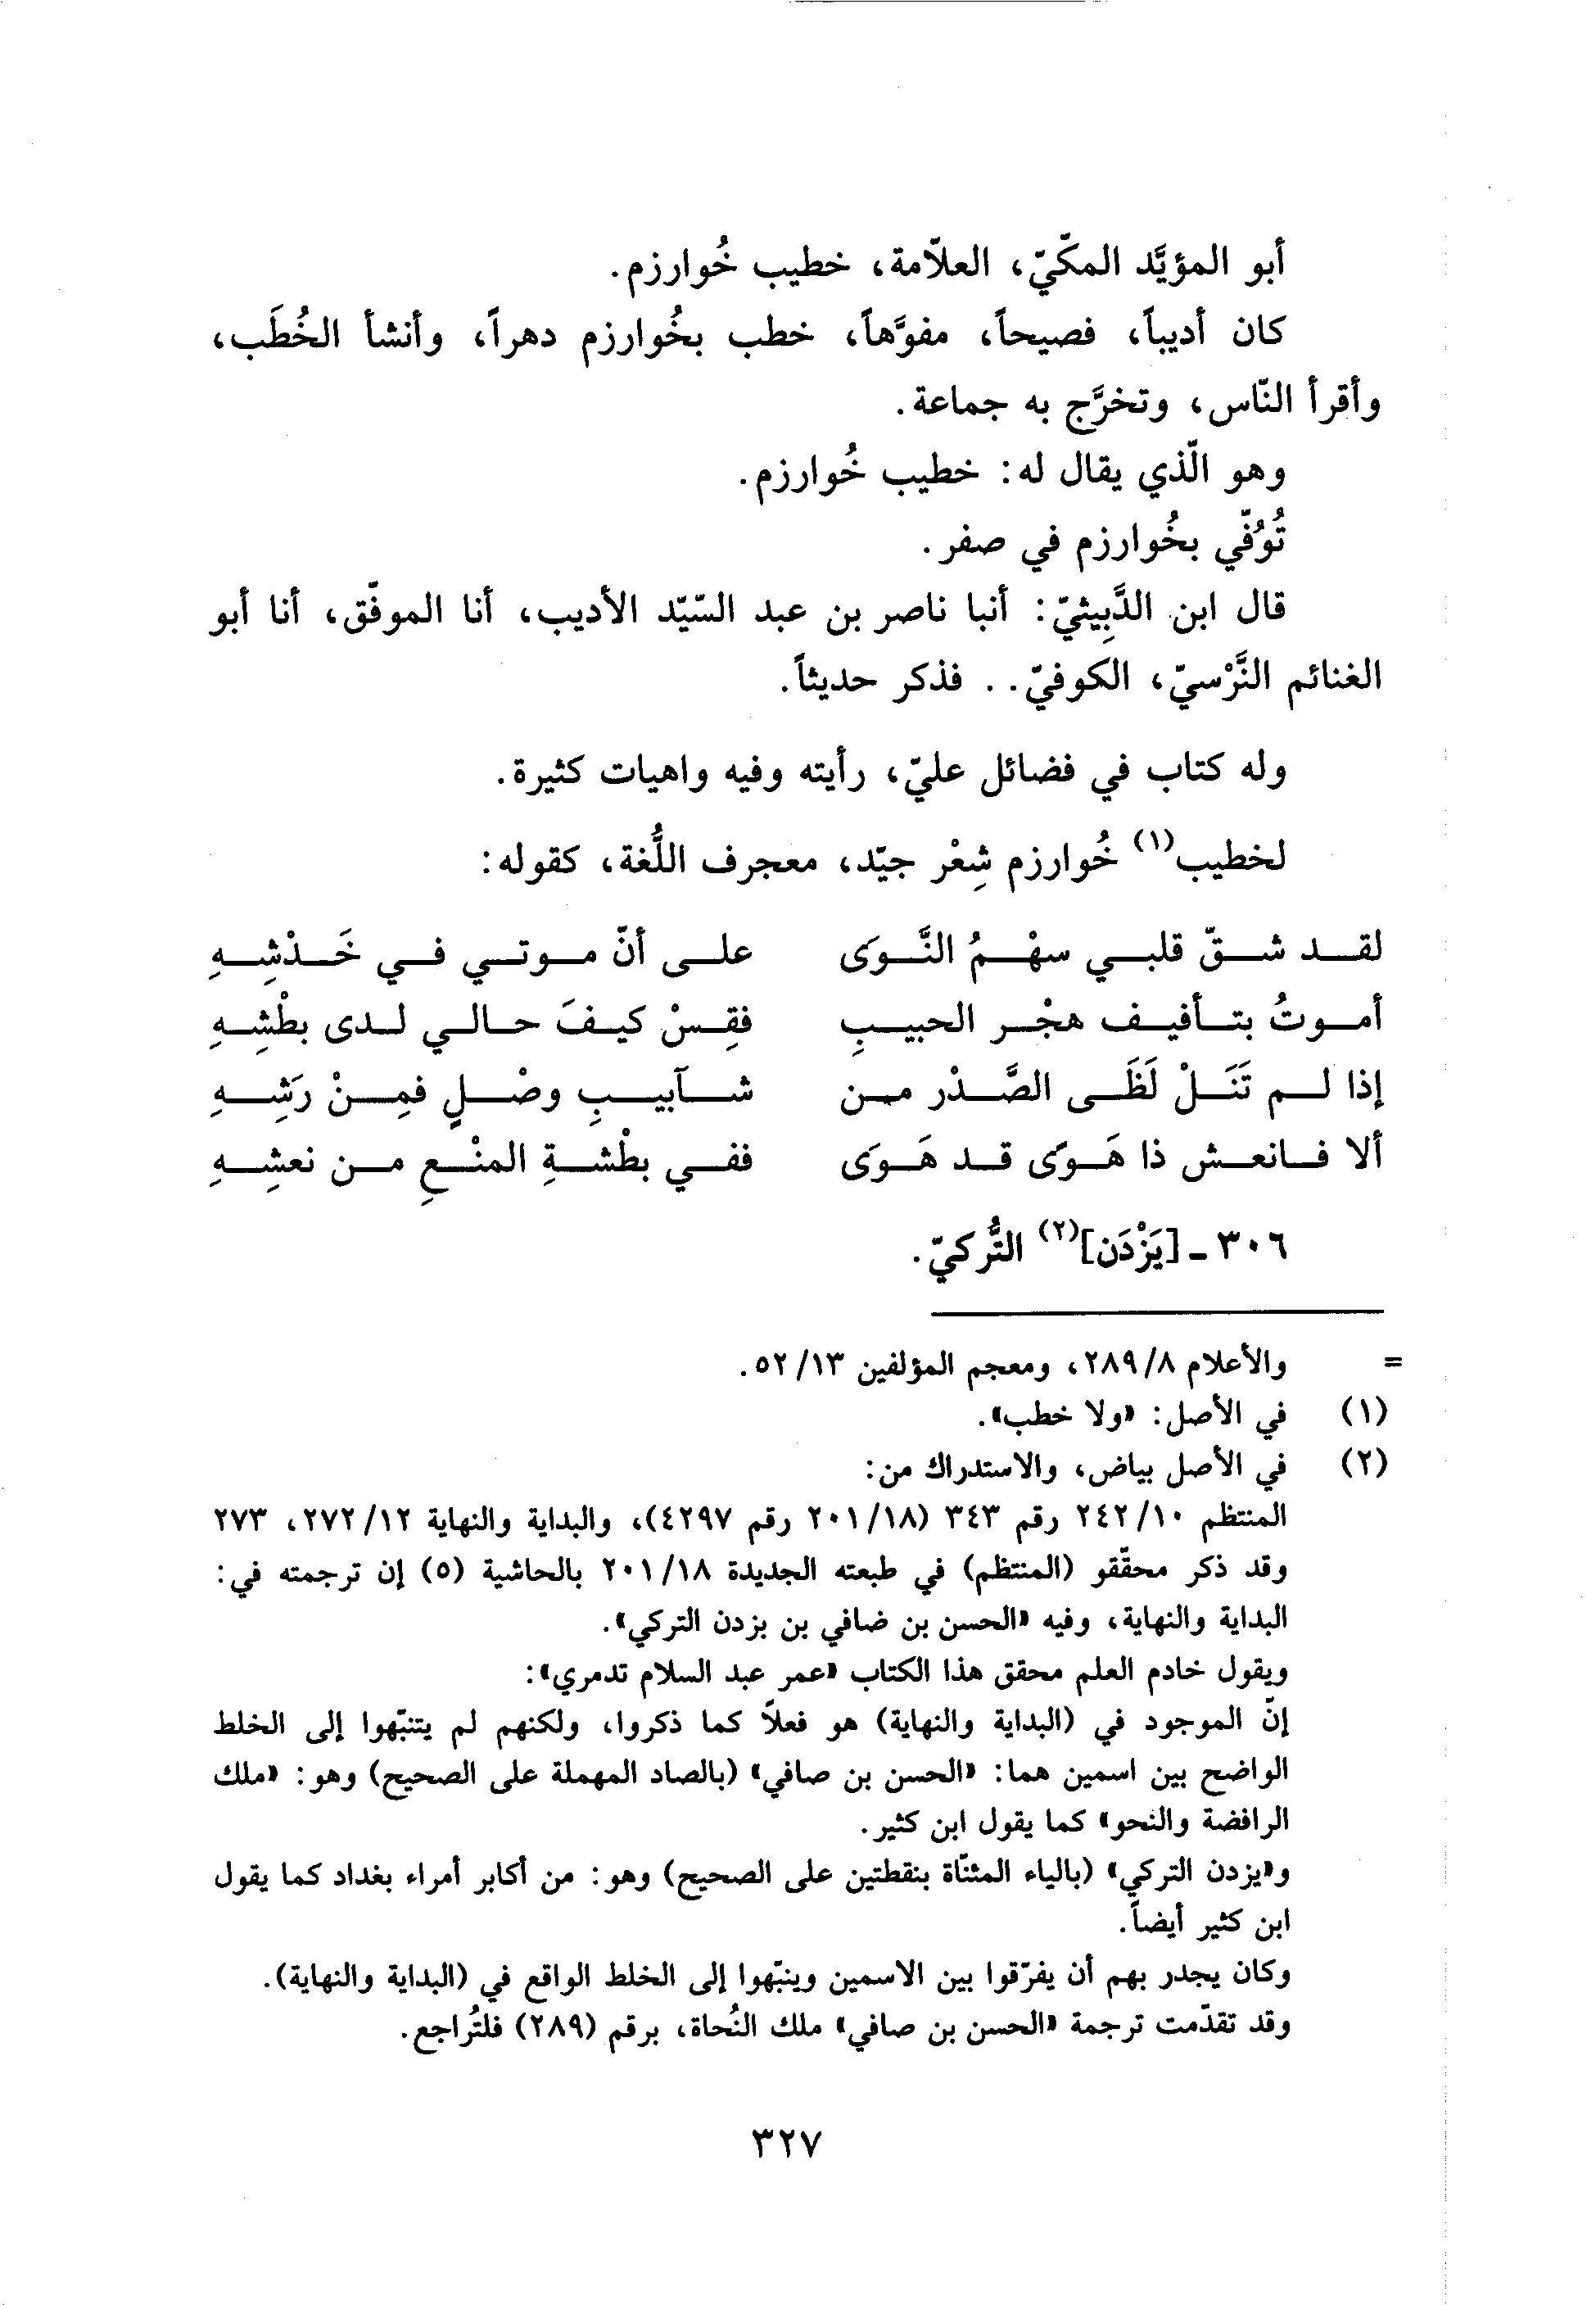 أبو المؤيَّد المكّيّ، العلاّمة، خطيب خُوارزم.
كان أديباً، فصيحاً، مفوَّهاً، خطب بخُوارزم دهراً، وأنشأ الخُطَب،
وأقرأ النّاس، وتخرَّج به جماعة.
وهو الّذي يقال له: خطيب خُوارزم.
تُوُفّي بخُوارزم في صفر.
قال ابن الدَّبِيثيّ: أنبا ناصر بن عبد السّيّد الأديب، أنا الموفّق، أنا أبو
الغنائم النَّرْسيّ، الكوفيّ.. فذكر حديثاً.
وله كتاب في فضائل عليّ، رأيته وفيه واهيات كثيرة.
لخطيب(١) خُوارزم شِعْر جيّد، معجرف اللُّغة، كقوله:
لقد شقّ قلبي سهْمُ النَّوَى على أنّ موتي في خَدْشِهِ
أموتُ بتأفيف هجْر الحبيبِ فقِسْ كيفَ حالي لدى بطْشِهِ
إذا لم تَنَلْ لَظَى الصَّدْر من شآبيبِ وصْلٍ فمِنْ رَشِهِ
ألا فانعش ذا هَوًى قد هَوَى ففي بطْشةِ المنْعِ من نعشِهِ
٣٠٦ - [يَزْدَن](٢) التُّركيّ.
= والأعلام ٢٨٩/٨، ومعجم المؤلفين ٥٢/١٣.
(١) في الأصل: «ولا خطب».
(٢) في الأصل بياض، والاستدراك من:
المنتظم ٢٤٢/١٠ رقم ٣٤٣ (٢٠١/١٨ رقم ٤٢٩٧)، والبداية والنهاية ٢٧٢/١٢، ٢٧٣
وقد ذكر محقّقو (المنتظم) في طبعته الجديدة ٢٠١/١٨ بالحاشية (٥) إن ترجمته في:
البداية والنهاية، وفيه «الحسن بن ضافي بن بزدن التركي».
ويقول خادم العلم محقق هذا الكتاب «عمر عبد السلام تدمري»:
إنّ الموجود في (البداية والنهاية) هو فعلاً كما ذكروا، ولكنهم لم يتنبّهوا إلى الخلط
الواضح بين اسمين هما: «الحسن بن صافي» (بالصاد المهملة على الصحيح) وهو: «ملك
الرافضة والنحو» كما يقول ابن كثير.
و«يزدن التركي» (بالياء المثنّاة بنقطتين على الصحيح) وهو: من أكابر أمراء بغداد كما يقول
ابن كثير أيضاً.
وكان يجدر بهم أن يفرّقوا بين الاسمين وينبّهوا إلى الخلط الواقع في (البداية والنهاية).
وقد تقدّمت ترجمة «الحسن بن صافي» ملك النُحاة، برقم (٢٨٩) فلتُراجع.
٣٢٧